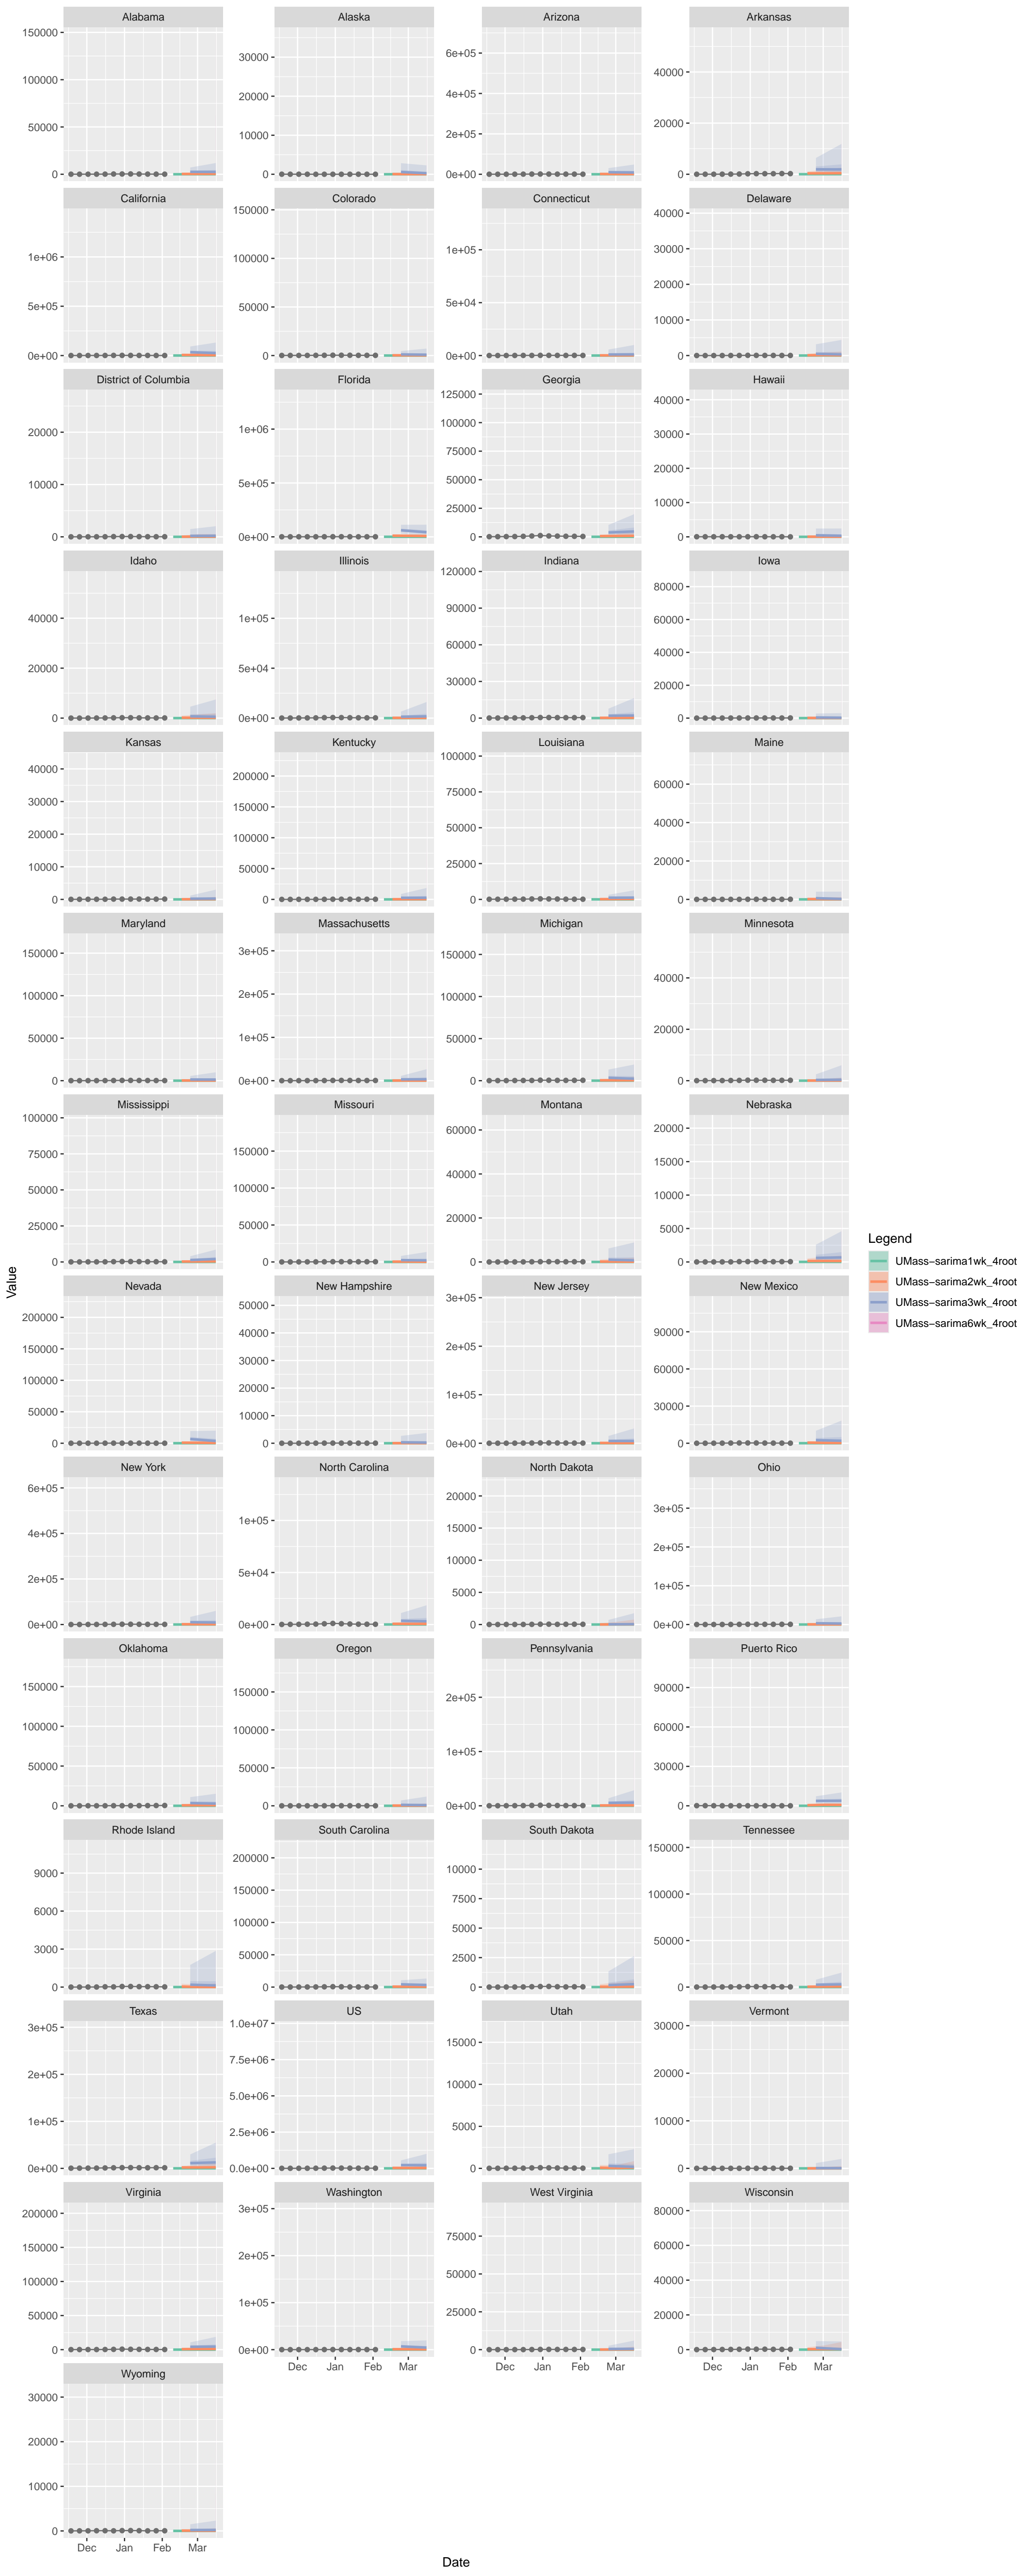 Alabama
Alaska
Arizona
Arkansas
150000
100000
50000
0
30000
20000
10000
0
6e+05
4e+05
2e+05
0e+00
40000
20000
0
California
Colorado
Connecticut
Delaware
1e+06
5e+05
0e+00
150000
100000
50000
0
1e+05
5e+04
0e+00
40000
30000
20000
10000
0
District of Columbia
Florida
Georgia
Hawaii
20000
10000
0
1e+06
5e+05
0e+00
125000
100000
75000
50000
25000
0
40000
30000
20000
10000
0
Idaho
Illinois
Indiana
Iowa
40000
20000
0
1e+05
5e+04
0e+00
120000
90000
60000
30000
0
80000
60000
40000
20000
0
Kansas
Kentucky
Louisiana
Maine
40000
30000
20000
10000
0
200000
150000
100000
50000
0
100000
75000
50000
25000
0
60000
40000
20000
0
Maryland
Massachusetts
Michigan
Minnesota
150000
100000
50000
0
3e+05
2e+05
1e+05
0e+00
150000
100000
50000
0
40000
20000
0
Mississippi
Missouri
Montana
Nebraska
100000
75000
50000
25000
0
150000
100000
50000
0
60000
40000
20000
0
20000
15000
10000
5000
0
Nevada
New Hampshire
New Jersey
New Mexico
200000
150000
100000
50000
0
50000
40000
30000
20000
10000
0
3e+05
2e+05
1e+05
0e+00
90000
60000
30000
0
New York
North Carolina
North Dakota
Ohio
6e+05
4e+05
2e+05
0e+00
1e+05
5e+04
0e+00
20000
15000
10000
5000
0
3e+05
2e+05
1e+05
0e+00
Oklahoma
Oregon
Pennsylvania
Puerto Rico
150000
100000
50000
0
150000
100000
50000
0
2e+05
1e+05
0e+00
90000
60000
30000
0
Rhode Island
South Carolina
South Dakota
Tennessee
9000
6000
3000
0
200000
150000
100000
50000
0
10000
7500
5000
2500
0
150000
100000
50000
0
Texas
US
Utah
Vermont
3e+05
2e+05
1e+05
0e+00
1.0e+07
7.5e+06
5.0e+06
2.5e+06
0.0e+00
15000
10000
5000
0
30000
20000
10000
0
Virginia
Washington
West Virginia
Wisconsin
200000
150000
100000
50000
0
3e+05
2e+05
1e+05
0e+00
75000
50000
25000
0
80000
60000
40000
20000
0
Dec Jan Feb Mar
Dec Jan Feb Mar
Dec Jan Feb Mar
Wyoming
30000
20000
10000
0
Dec Jan Feb Mar
Date
Value
Legend
UMass−sarima1wk_4root
UMass−sarima2wk_4root
UMass−sarima3wk_4root
UMass−sarima6wk_4root